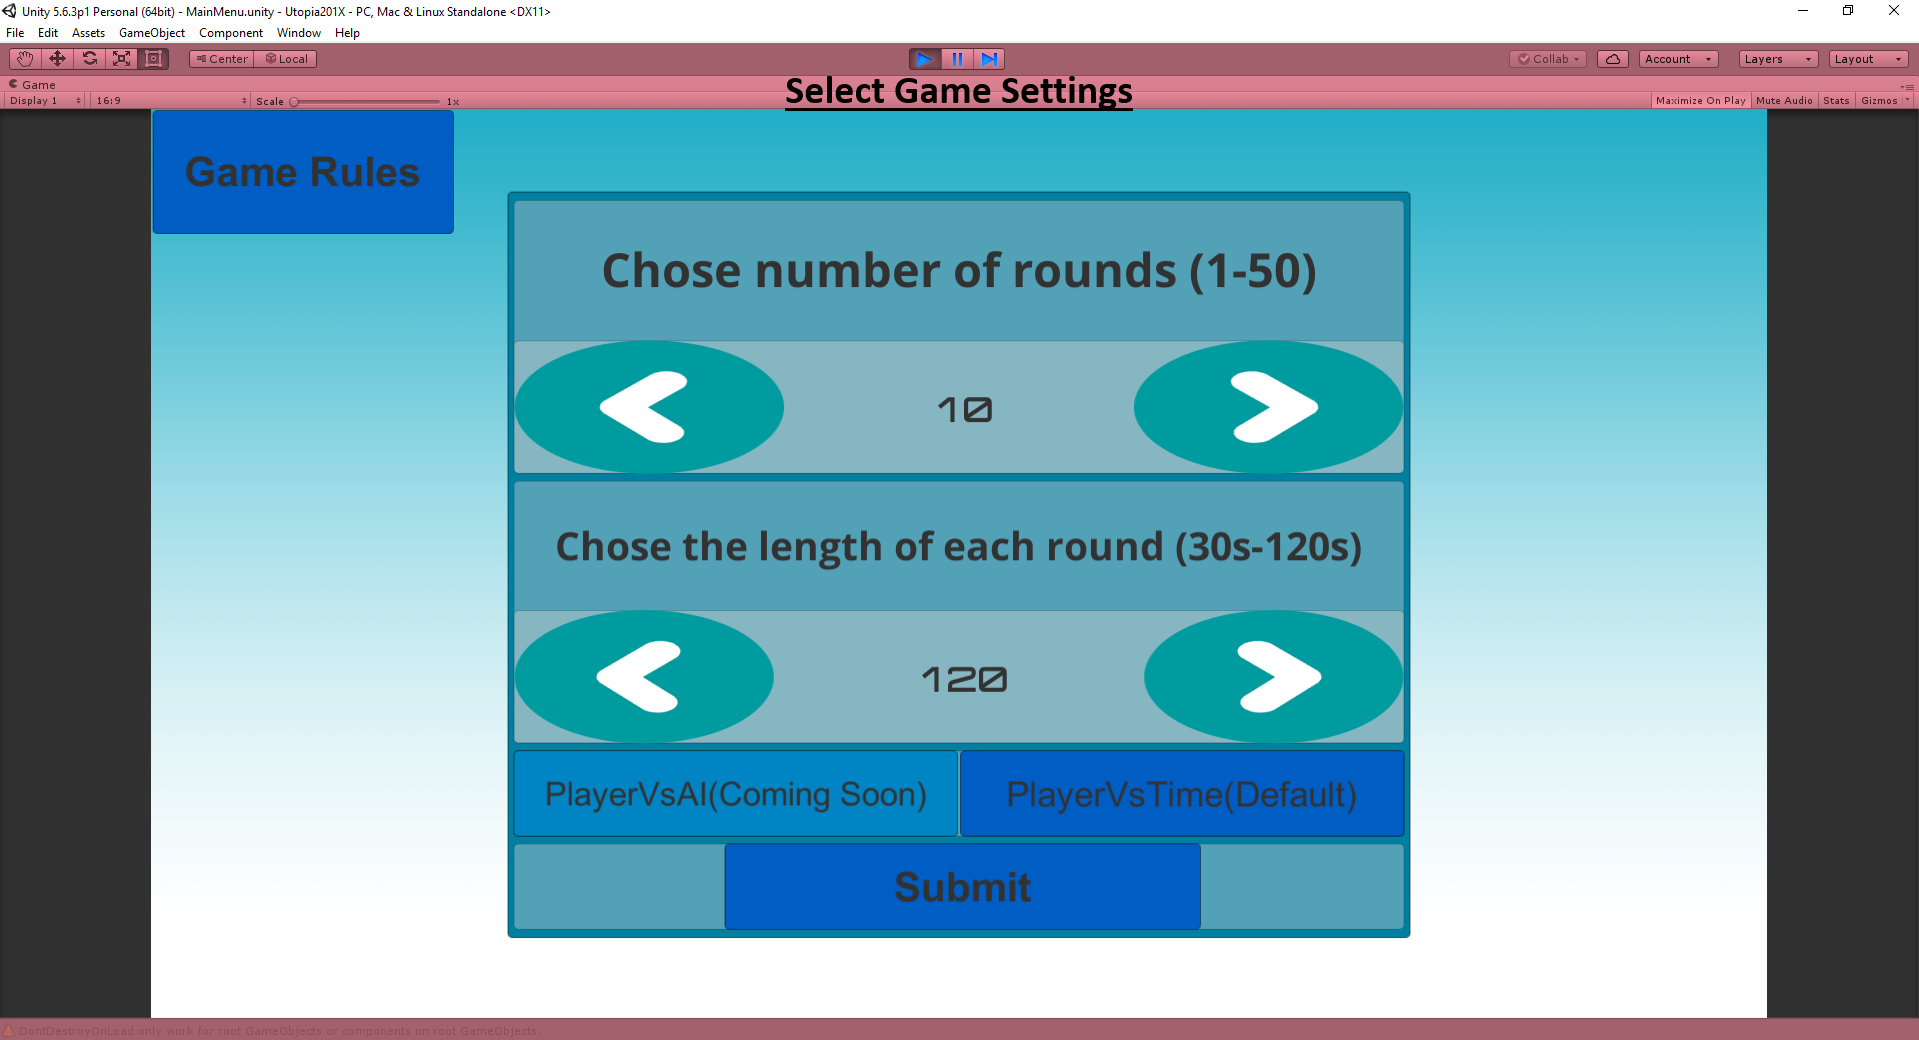 Unity 5.6.3p1 Personal (64bit) - MainMenu.unity - Utopia201X - PC, Mac & Linux Standalone <DX11>
File Edit Assets GameObject Component Window Help
Center Local Collab Account Layers Layout
Game
Select Game Settings
Display 1 16:9 Scale 1x Maximize On Play Mute Audio Stats Gizmos
Game Rules
Chose number of rounds (1-50)
10
Chose the length of each round (30s-120s)
120
PlayerVsAI(Coming Soon) PlayerVsTime(Default)
Submit
DontDestroyOnLoad only work for root GameObjects or components on root GameObjects.